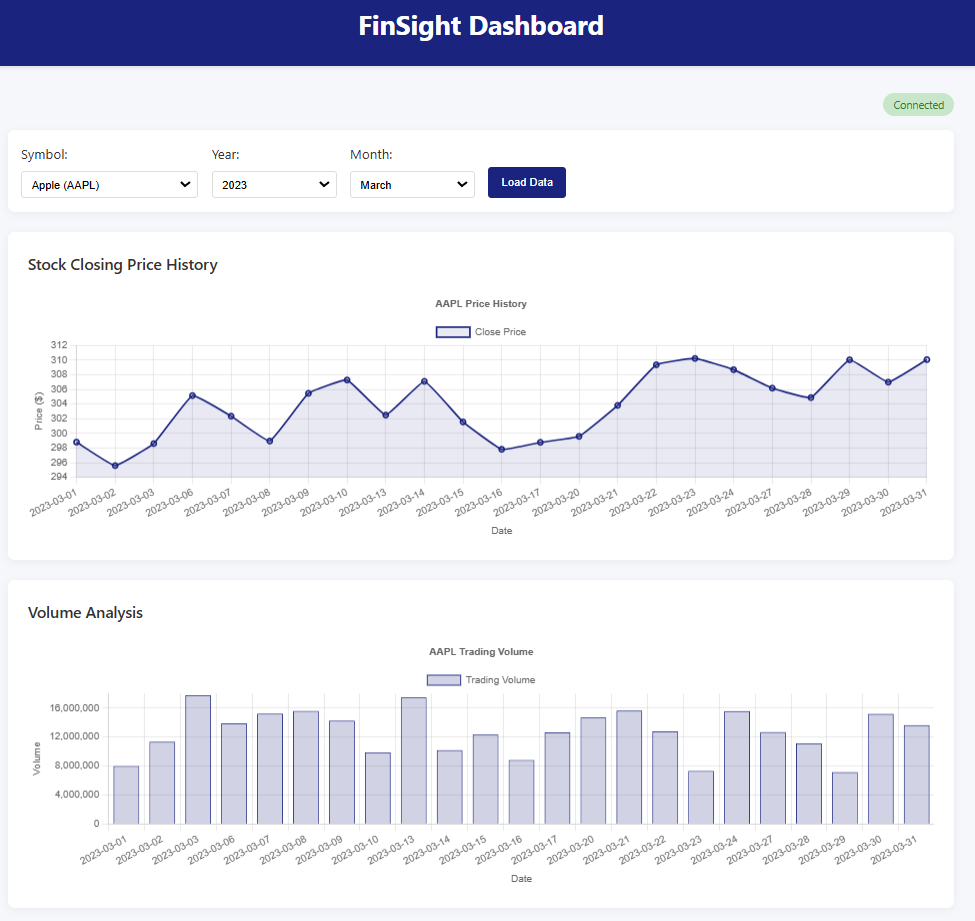 FinSight Dashboard
Connected
Symbol: Year: Month:
Apple (AAPL) 2023 March Load Data
Stock Closing Price History
AAPL Price History
Close Price
312
310
308
306
304
302
300
298
296
294
Price ($)
2023-03-01 2023-03-02 2023-03-03 2023-03-06 2023-03-07 2023-03-08 2023-03-09 2023-03-10 2023-03-13 2023-03-14 2023-03-15 2023-03-16 2023-03-17 2023-03-20 2023-03-21 2023-03-22 2023-03-23 2023-03-24 2023-03-27 2023-03-28 2023-03-29 2023-03-30 2023-03-31
Date
Volume Analysis
AAPL Trading Volume
Trading Volume
16,000,000
12,000,000
8,000,000
4,000,000
0
Volume
2023-03-01 2023-03-02 2023-03-03 2023-03-06 2023-03-07 2023-03-08 2023-03-09 2023-03-10 2023-03-13 2023-03-14 2023-03-15 2023-03-16 2023-03-17 2023-03-20 2023-03-21 2023-03-22 2023-03-23 2023-03-24 2023-03-27 2023-03-28 2023-03-29 2023-03-30 2023-03-31
Date